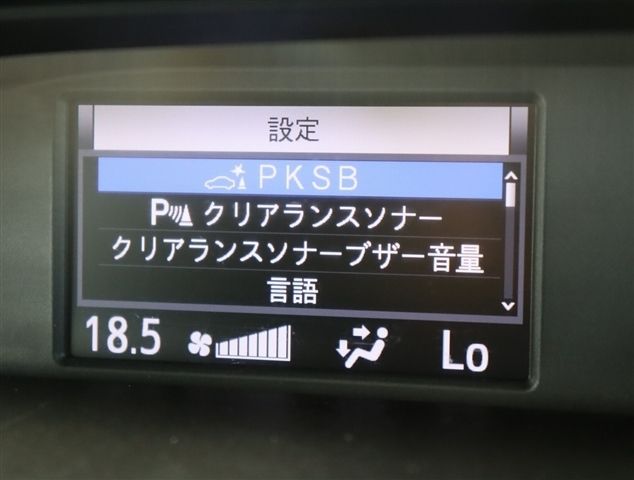 設定
PKSB
P クリアランスソナー
クリアランスソナーブザー音量
言語
18.5 Lo